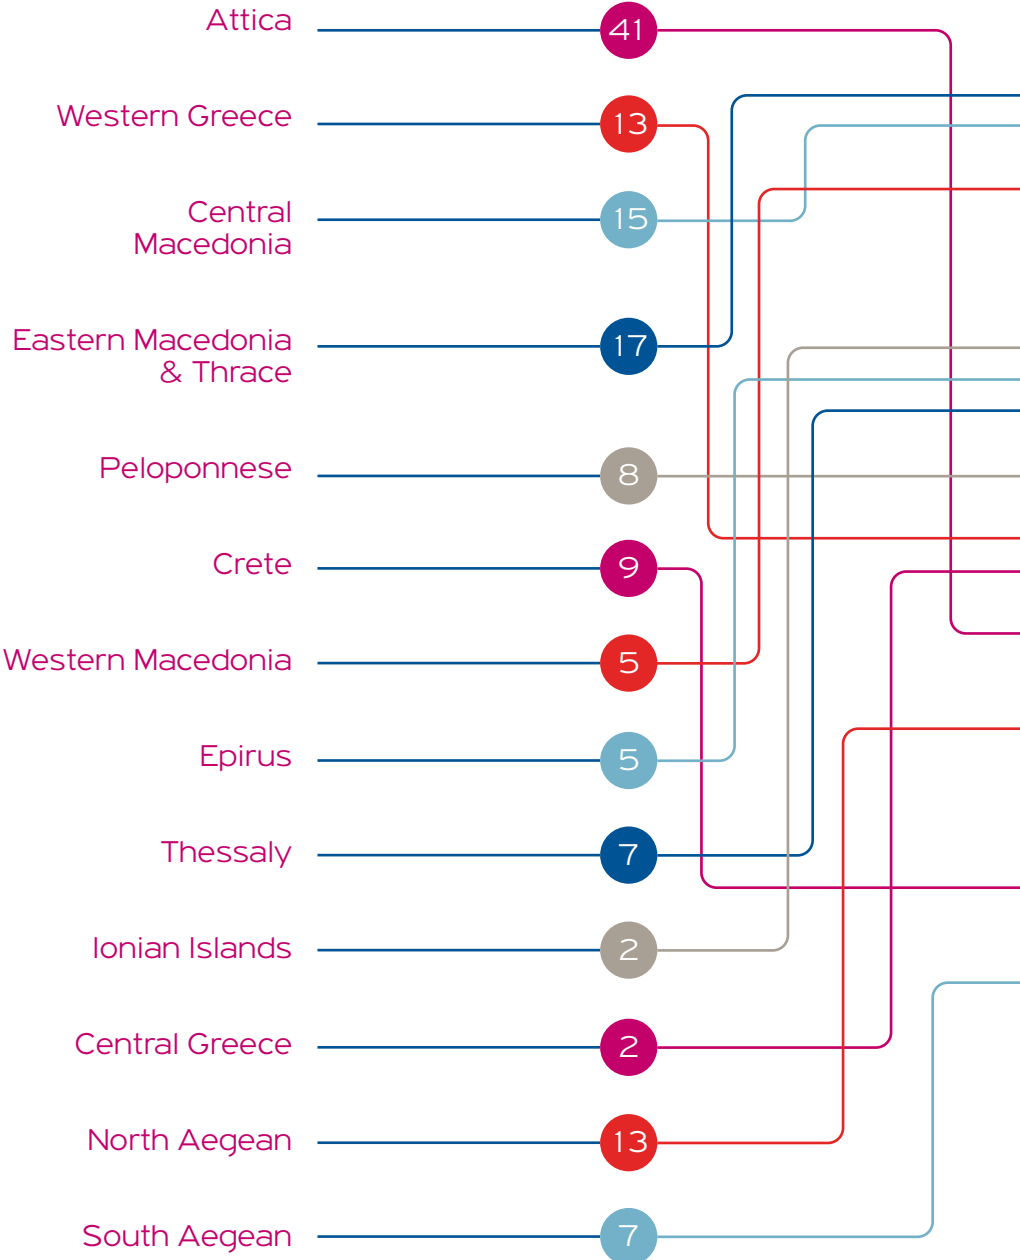 Attica 41
Western Greece 13
Central
Macedonia 15
Eastern Macedonia 17
& Thrace
Peloponnese 8
Crete 9
Western Macedonia 5
Epirus 5
Thessaly 7
Ionian Islands 2
Central Greece 2
North Aegean 13
South Aegean 7